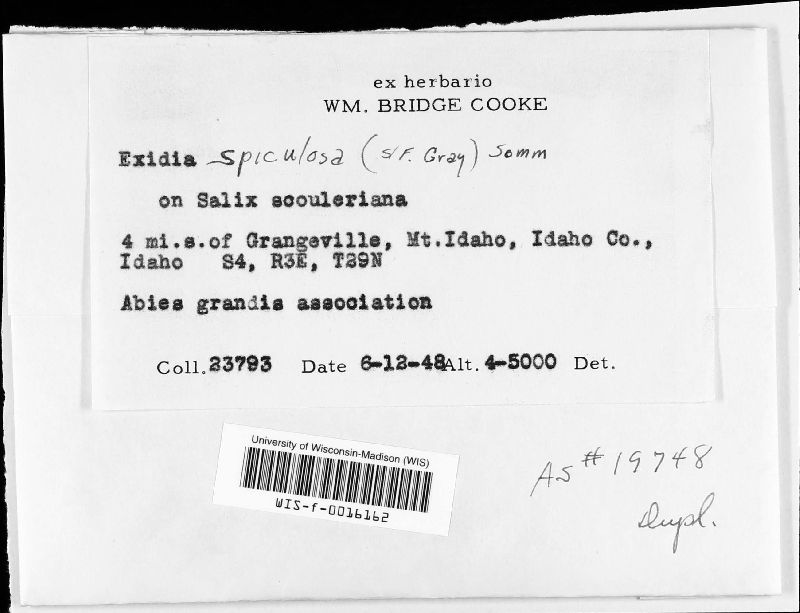 ex herbario
WM. BRIDGE COOKE
Exidia spiculosa (S.F. Gray) Somm
on Salix scouleriana
4 mi.s.of Grangeville, Mt.Idaho, Idaho Co.,
Idaho S4, R3E, T29N
Abies grandis association
Coll. 23793 Date 6-12-48 Alt. 4-5000 Det.
University of Wisconsin-Madison (WIS)
WIS-f-0016162
As # 19748
Dupl.